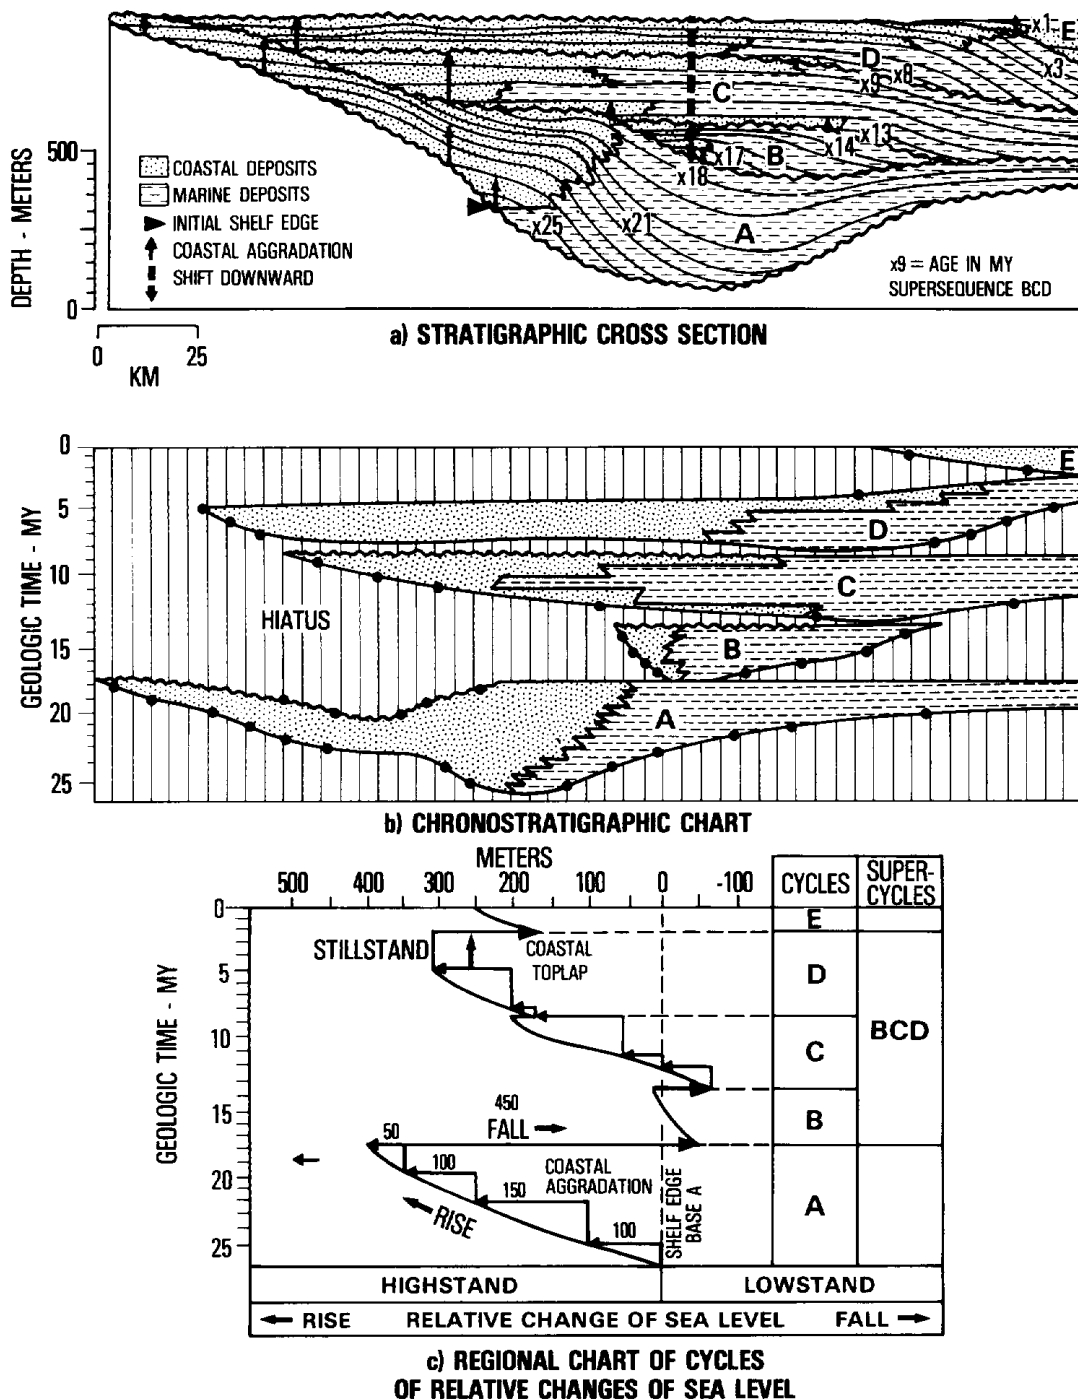 x1
E
x3
D
x8
x9
C
500
x13
x14
B
x17
x18
x21
x25
A
DEPTH - METERS
COASTAL DEPOSITS
MARINE DEPOSITS
INITIAL SHELF EDGE
COASTAL AGGRADATION
SHIFT DOWNWARD
x9 = AGE IN MY
SUPERSEQUENCE BCD
0
a) STRATIGRAPHIC CROSS SECTION
0 25
KM
GEOLOGIC TIME - MY
0
5
10
15
20
25
E
D
C
HIATUS
B
A
b) CHRONOSTRATIGRAPHIC CHART
METERS
500 400 300 200 100 0 -100
CYCLES
SUPER-
CYCLES
GEOLOGIC TIME - MY
0
5
10
15
20
25
E
STILLSTAND
COASTAL
TOPLAP
D
C
BCD
B
450
FALL
50
100
150
100
COASTAL
AGGRADATION
RISE
SHELF EDGE
BASE A
A
HIGHSTAND LOWSTAND
RISE RELATIVE CHANGE OF SEA LEVEL FALL
c) REGIONAL CHART OF CYCLES
OF RELATIVE CHANGES OF SEA LEVEL